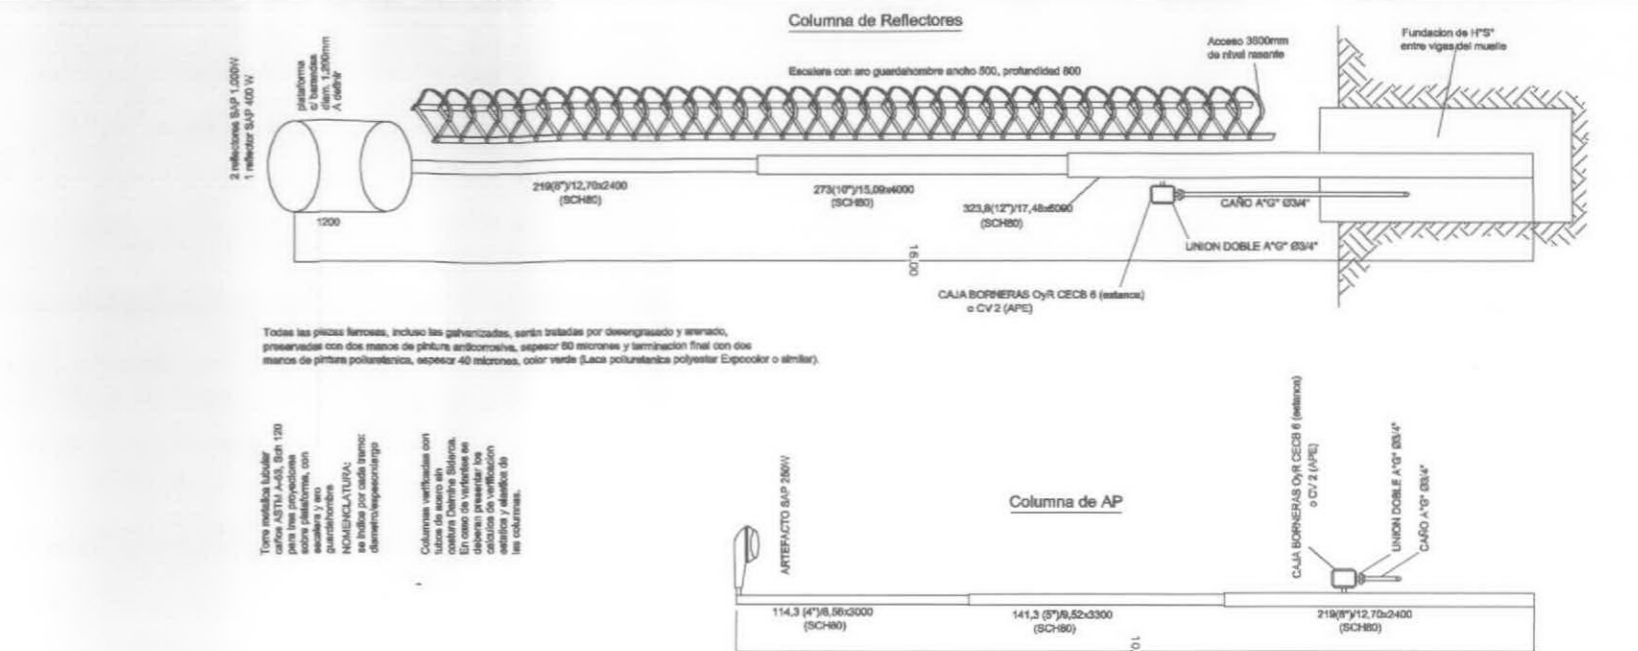 Columna de Reflectores
2 reflectores SAP 1.000W
1 reflector SAP 400 W.
plataforma
c/ barandas
diam. 1.200mm
A definir
Escalera con aro guardahombre ancho 500, profundidad 800
Acceso 3800mm
de nivel rasante
Fundacion de H°S°
entre vigas del muelle
1200
219(8")/12,70x2400
(SCH80)
273(10")/15,09x4000
(SCH80)
(SCH80)
CAÑO A°G° Ø3/4"
UNION DOBLE A°G° Ø3/4"
16.00
CAJA BORNERAS OyR CECB 6 (estanca)
o CV 2 (APE)
Todas las piezas ferrosas, incluso las galvanizadas, serán tratadas por desengrasado y arenado,
preservadas con dos manos de pintura anticorrosiva, espesor 80 micrones y terminacion final con dos
manos de pintura poliuretanica, espesor 40 micrones, color verde (Laca poliuretanica polyester Expocolor o similar).
Torre metalica tubular
caños ASTM A-53, Sch 120
para tres proyectores
sobre plataforma, con
escalera y aro
guardahombre
NOMENCLATURA:
se indica por cada tramo:
diametro/espesorxlargo
Columnas verificadas con
tubos de acero sin
costura Dalmine Siderca.
En caso de variantes se
deberan presentar los
calculos de verificacion
estatica y elastica de
las columnas.
Columna de AP
ARTEFACTO SAP 250W
CAJA BORNERAS OyR CECB 6 (estanca)
o CV 2 (APE)
UNION DOBLE A°G° Ø3/4"
CAÑO A°G° Ø3/4"
114,3 (4")/8,56x3000
(SCH80)
141,3 (5")/9,52x3300
(SCH80)
219(8")/12,70x2400
(SCH80)
10.